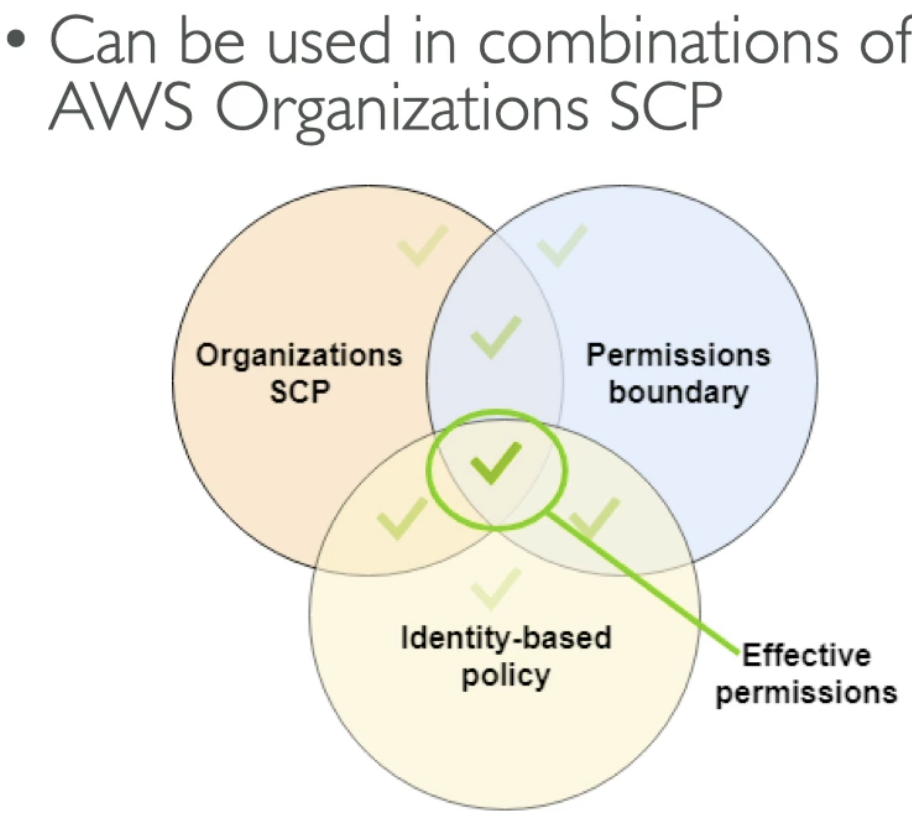 • Can be used in combinations of
AWS Organizations SCP
Organizations
SCP
Permissions
boundary
Identity-based
policy
Effective
permissions